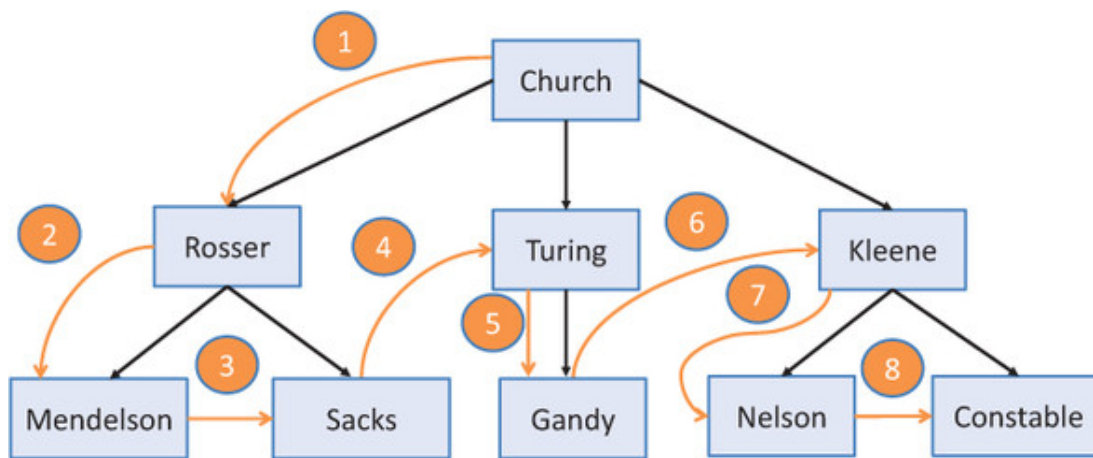 1
Church
2
Rosser
4
Turing
6
Kleene
5
7
3
8
Mendelson
Sacks
Gandy
Nelson
Constable